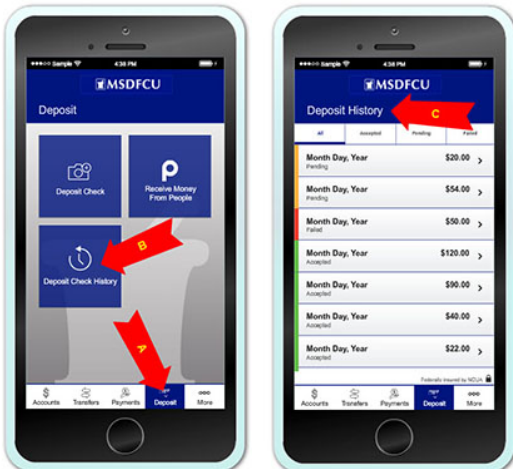 Sample
4:38 PM
MSDFCU
Deposit
Deposit Check
Receive Money
From People
B
Deposit Check History
A
Accounts
Transfers
Payments
Deposit
More
Sample
4:38 PM
MSDFCU
Deposit History
C
All
Accepted
Pending
Failed
Month Day, Year
$20.00
Pending
Month Day, Year
$54.00
Pending
Month Day, Year
$50.00
Failed
Month Day, Year
$120.00
Accepted
Month Day, Year
$90.00
Accepted
Month Day, Year
$40.00
Accepted
Month Day, Year
$22.00
Accepted
Federally insured by NCUA
Accounts
Transfers
Payments
Deposit
More